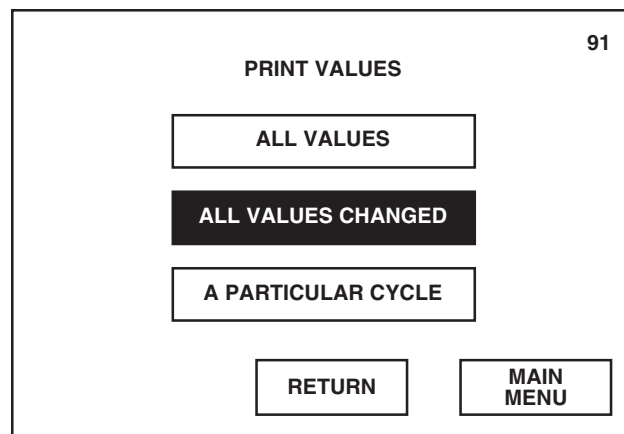 91
PRINT VALUES
ALL VALUES
ALL VALUES CHANGED
A PARTICULAR CYCLE
RETURN
MAIN
MENU